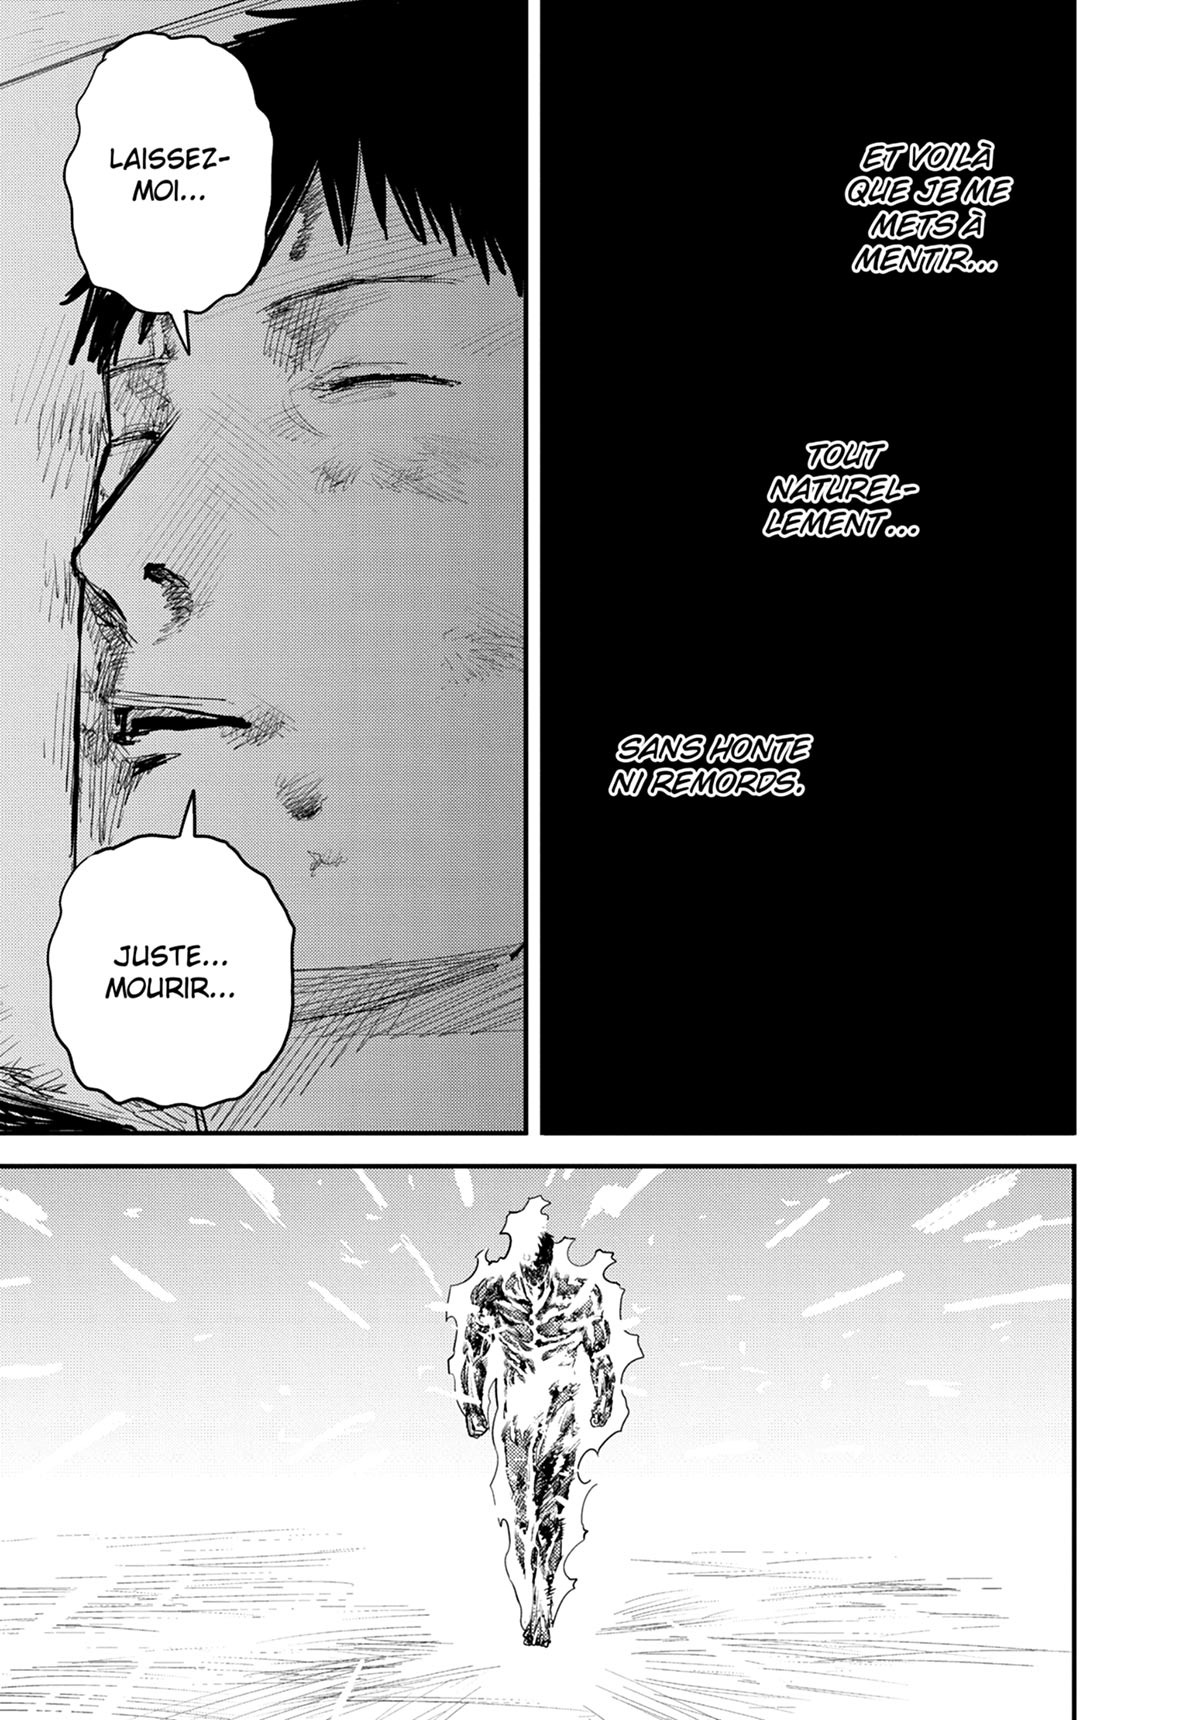 ET VOILÀ
QUE JE ME
METS À
MENTIR...
TOUT
NATUREL-
LEMENT...
SANS HONTE
NI REMORDS.
LAISSEZ-
MOI...
JUSTE...
MOURIR...